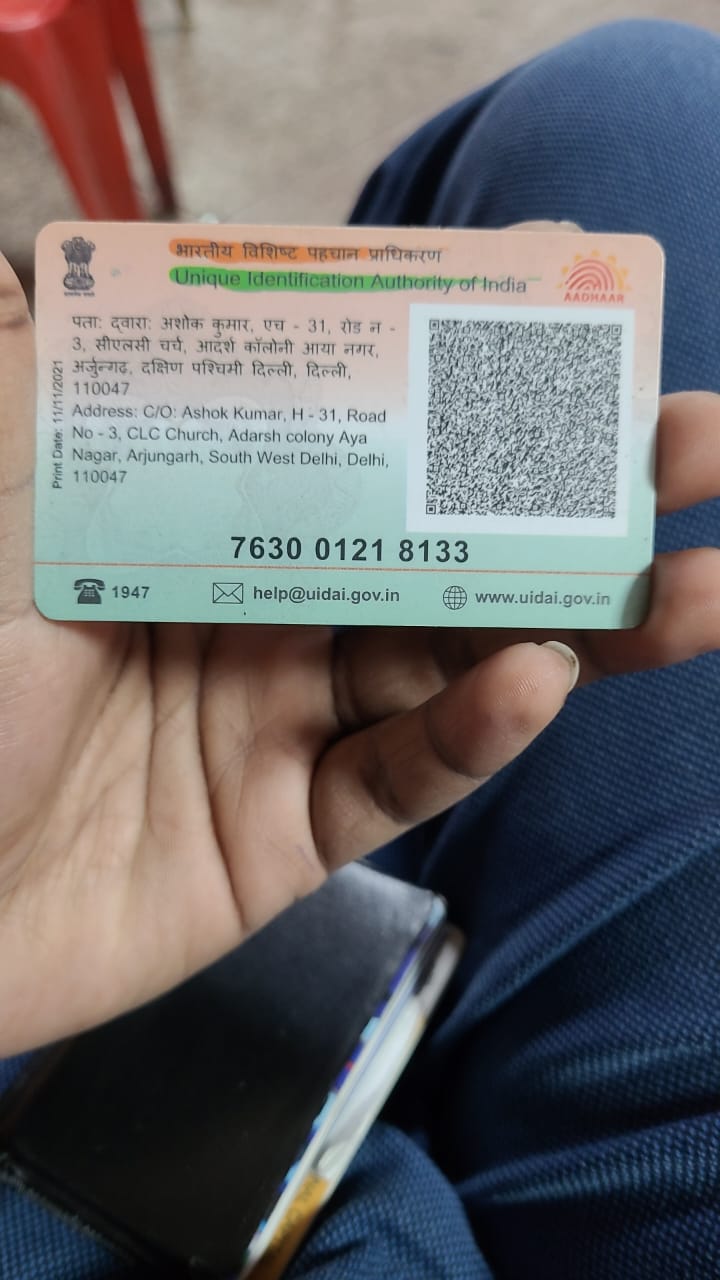 भारतीय विशिष्ट पहचान प्राधिकरण
Unique Identification Authority of India
AADHAAR
पता: द्वारा: अशोक कुमार, एच - 31, रोड न -
3, सीएलसी चर्च, आदर्श कॉलोनी आया नगर,
अर्जुनगढ़, दक्षिण पश्चिमी दिल्ली, दिल्ली,
110047
Address: C/O: Ashok Kumar, H - 31, Road
No - 3, CLC Church, Adarsh colony Aya
Nagar, Arjungarh, South West Delhi, Delhi,
110047
Print Date: 11/11/2021
7630 0121 8133
1947
help@uidai.gov.in
www.uidai.gov.in